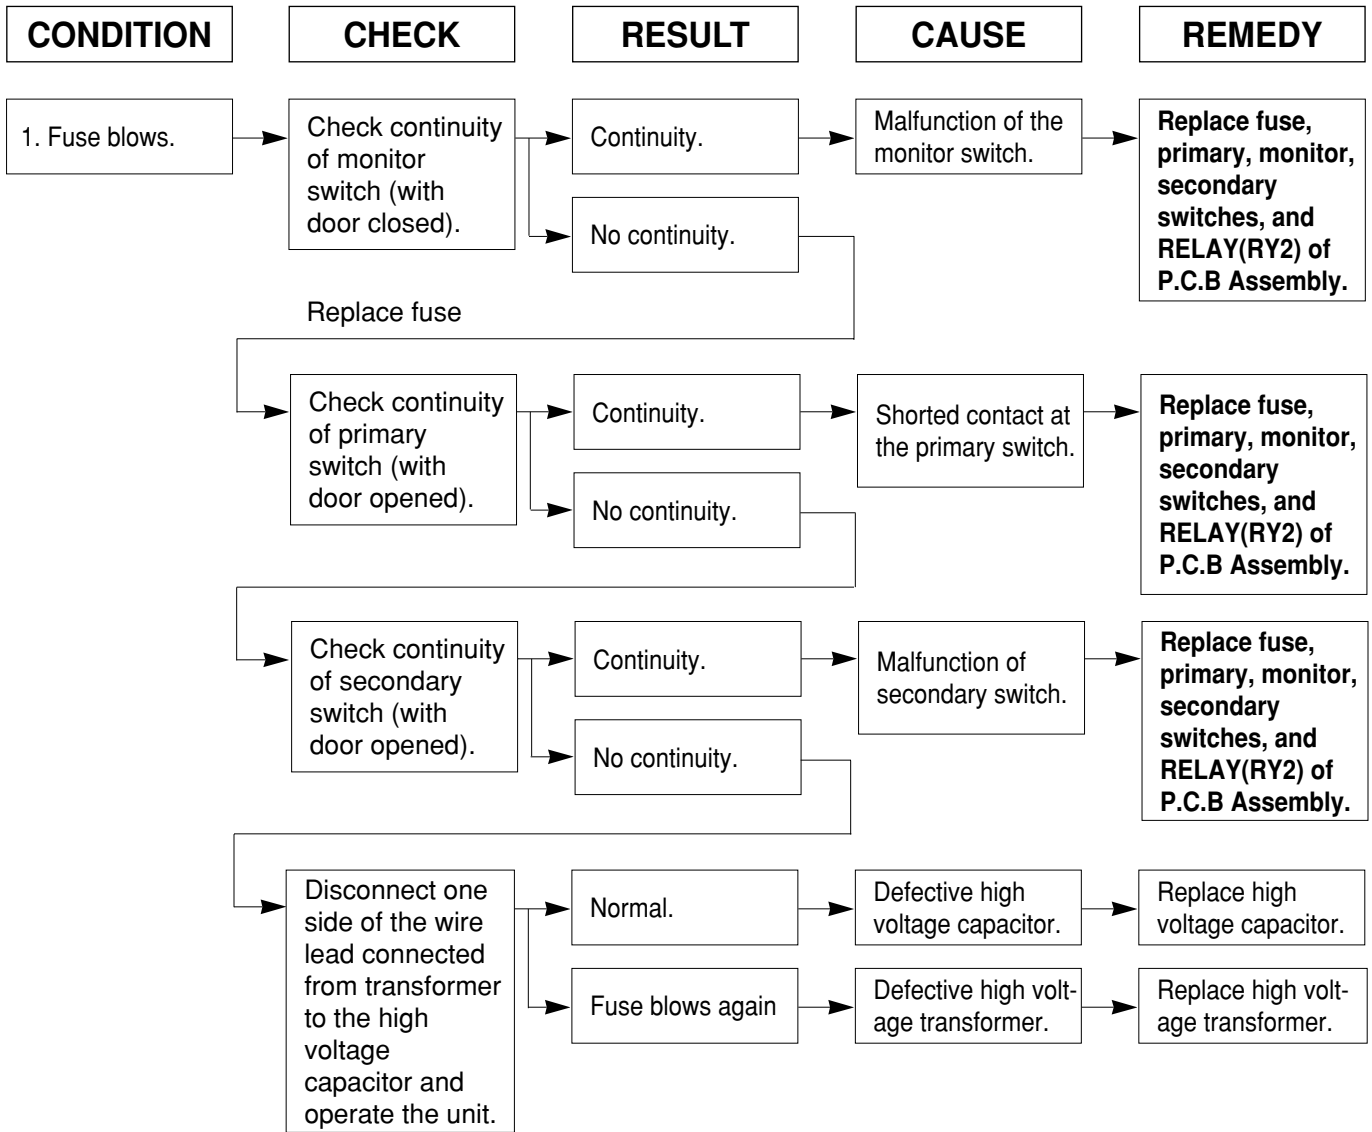 CONDITION
CHECK
RESULT
CAUSE
REMEDY
1. Fuse blows.
Check continuity
of monitor
switch (with
door closed).
Continuity.
Malfunction of the
monitor switch.
Replace fuse,
primary, monitor,
secondary
switches, and
RELAY(RY2) of
P.C.B Assembly.
No continuity.
Replace fuse
Check continuity
of primary
switch (with
door opened).
Continuity.
Shorted contact at
the primary switch.
Replace fuse,
primary, monitor,
secondary
switches, and
RELAY(RY2) of
P.C.B Assembly.
No continuity.
Check continuity
of secondary
switch (with
door opened).
Continuity.
Malfunction of
secondary switch.
Replace fuse,
primary, monitor,
secondary
switches, and
RELAY(RY2) of
P.C.B Assembly.
No continuity.
Disconnect one
side of the wire
lead connected
from transformer
to the high
voltage
capacitor and
operate the unit.
Normal.
Defective high
voltage capacitor.
Replace high
voltage capacitor.
Fuse blows again
Defective high volt-
age transformer.
Replace high volt-
age transformer.